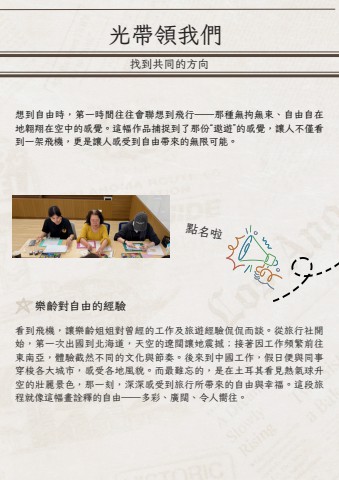 光帶領我們
找到共同的方向
想到自由時，第一時間往往會聯想到飛行——那種無拘無束、自由自在
地翱翔在空中的感覺。這幅作品捕捉到了那份“遨遊”的感覺，讓人不僅看
到一架飛機，更是讓人感受到自由帶來的無限可能。
點名啦
樂齡對自由的經驗
看到飛機，讓樂齡姐姐對曾經的工作及旅遊經驗侃侃而談。從旅行社開
始，第一次出國到北海道，天空的遼闊讓她震撼；接著因工作頻繁前往
東南亞，體驗截然不同的文化與節奏。後來到中國工作，假日便與同事
穿梭各大城市，感受各地風貌。而最難忘的，是在土耳其看見熱氣球升
空的壯麗景色，那一刻，深深感受到旅行所帶來的自由與幸福。這段旅
程就像這幅畫詮釋的自由——多彩、廣闊、令人嚮往。